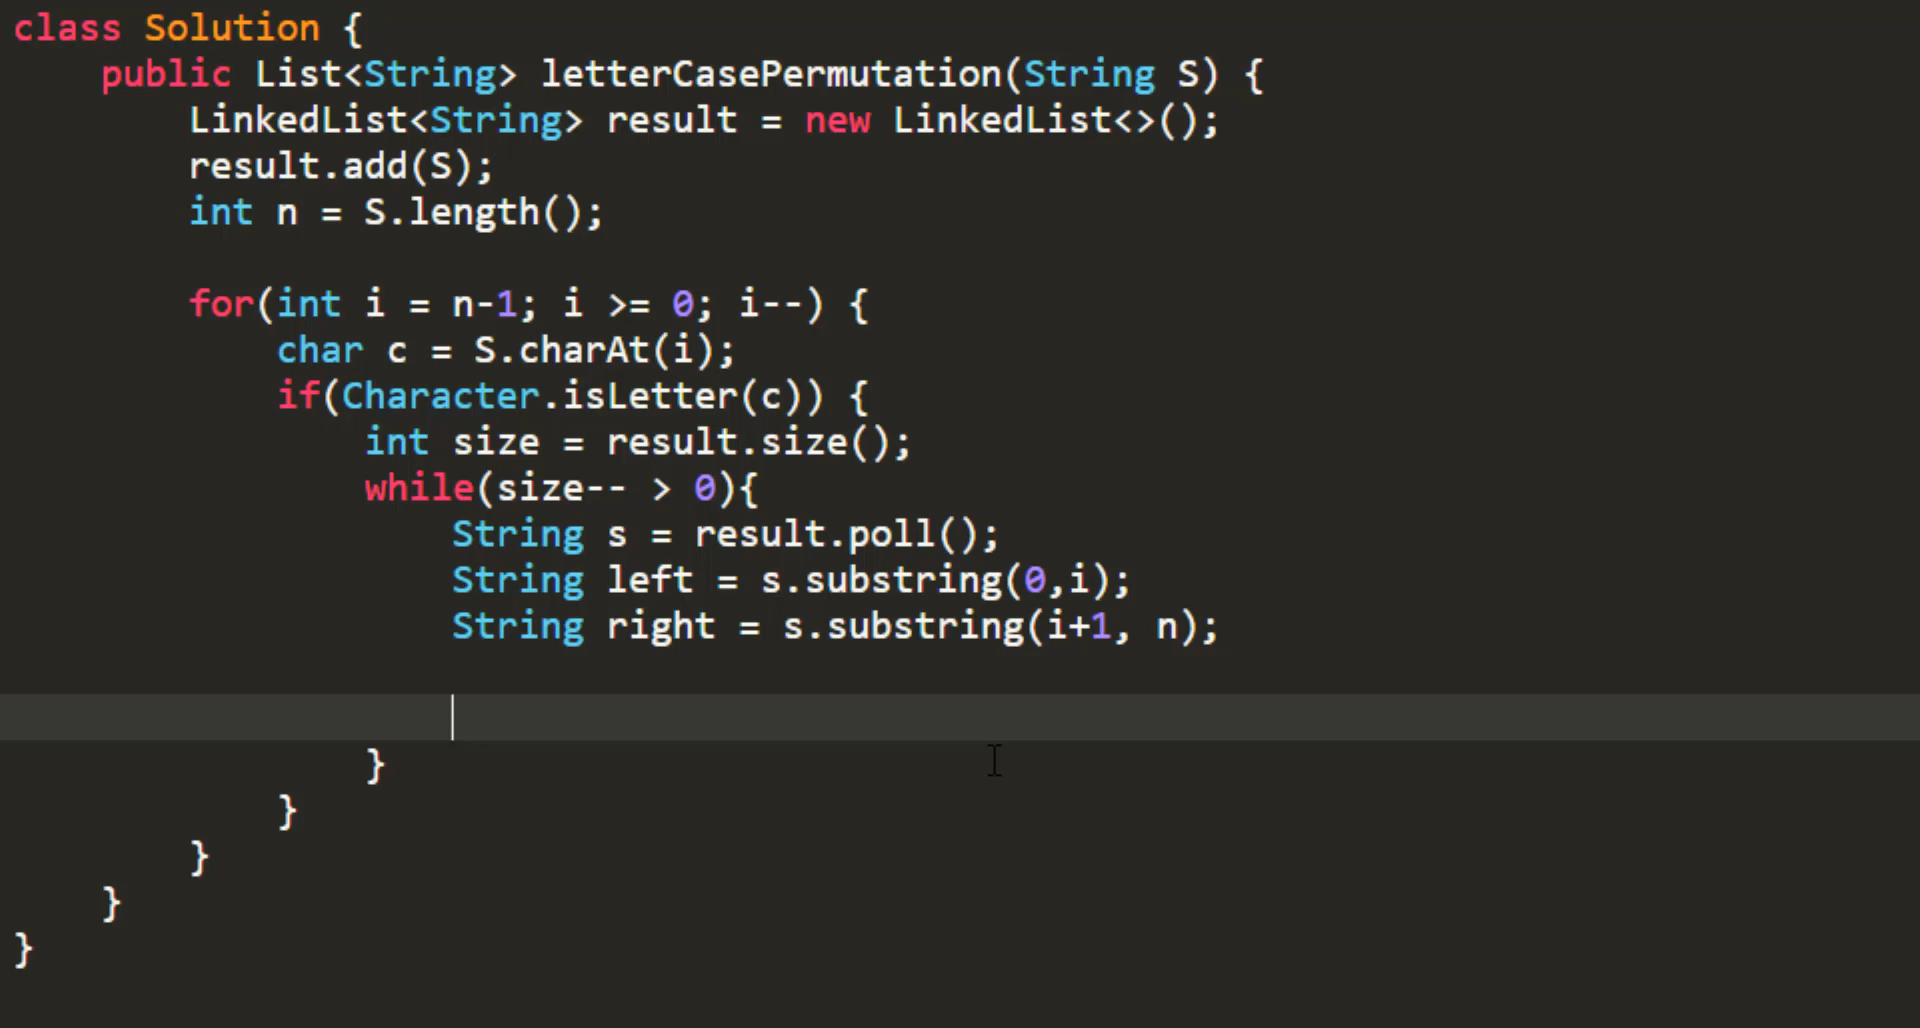 class Solution {
    public List<String> letterCasePermutation(String S) {
        LinkedList<String> result = new LinkedList<>();
        result.add(S);
        int n = S.length();

        for(int i = n-1; i >= 0; i--) {
            char c = S.charAt(i);
            if(Character.isLetter(c)) {
                int size = result.size();
                while(size-- > 0){
                    String s = result.poll();
                    String left = s.substring(0,i);
                    String right = s.substring(i+1, n);

                }
            }
        }
    }
}